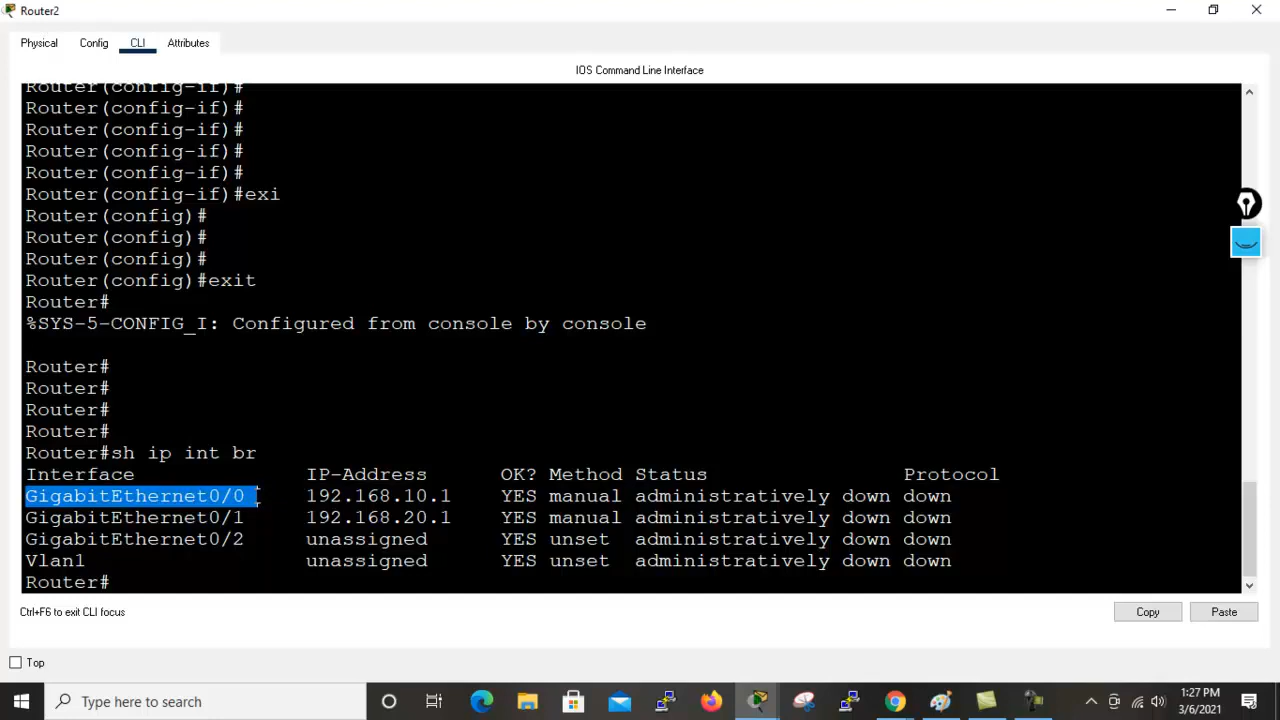 Router2
Physical Config CLI Attributes
IOS Command Line Interface
Router(config-if)#
Router(config-if)#
Router(config-if)#
Router(config-if)#
Router(config-if)#
Router(config-if)#exi
Router(config)#
Router(config)#
Router(config)#
Router(config)#exit
Router#
%SYS-5-CONFIG_I: Configured from console by console
Router#
Router#
Router#
Router#
Router#sh ip int br
Interface IP-Address OK? Method Status Protocol
GigabitEthernet0/0 192.168.10.1 YES manual administratively down down
GigabitEthernet0/1 192.168.20.1 YES manual administratively down down
GigabitEthernet0/2 unassigned YES unset administratively down down
Vlan1 unassigned YES unset administratively down down
Router#
Ctrl+F6 to exit CLI focus
Copy Paste
Top
Type here to search
1:27 PM
3/6/2021